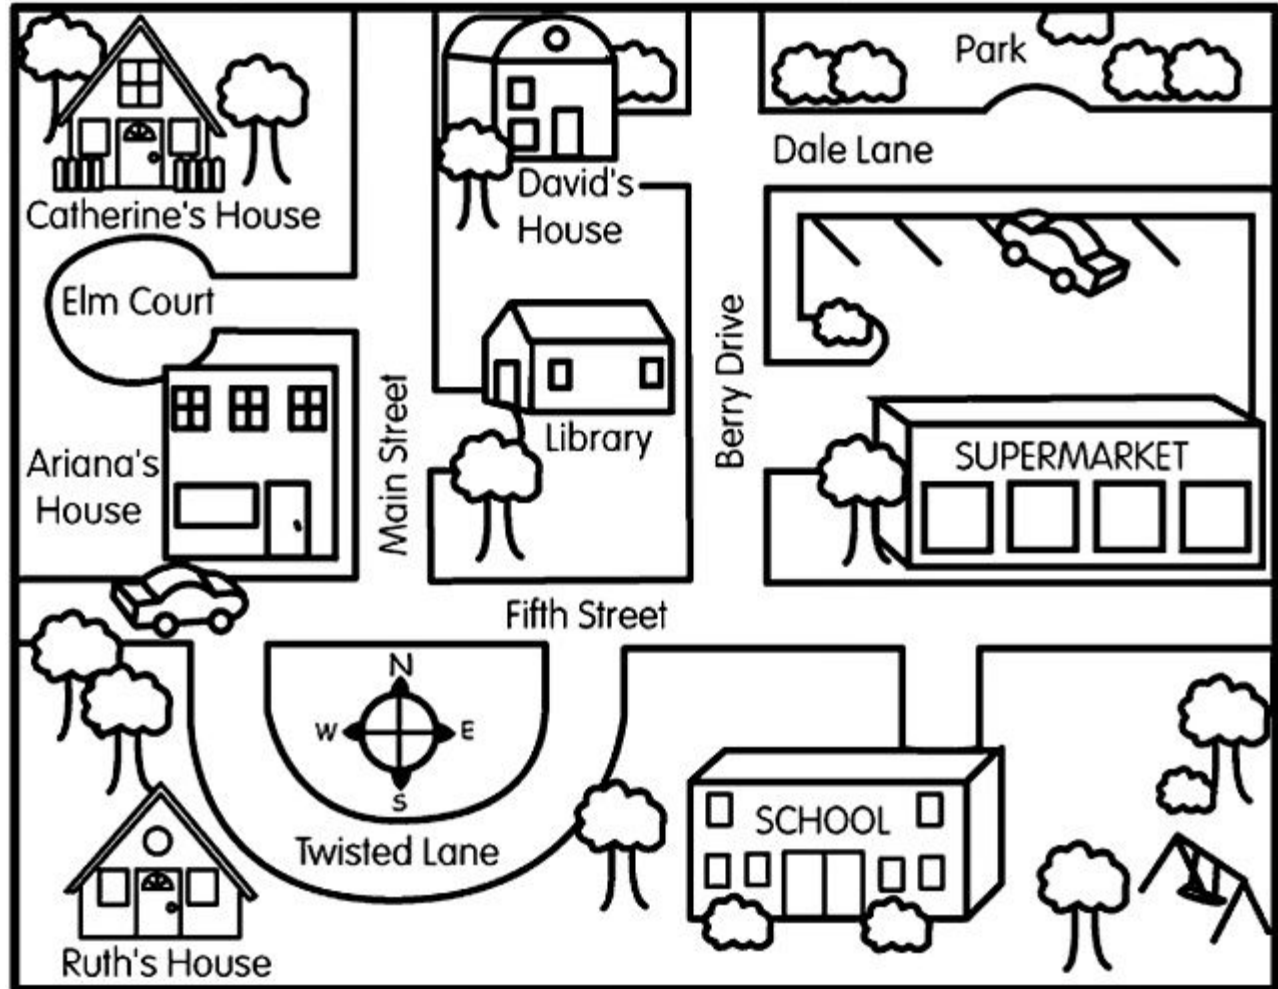 Park
Dale Lane
David's
House
Catherine's House
Elm Court
Berry Drive
Main Street
Library
Ariana's
House
SUPERMARKET
Fifth Street
N
W
E
S
Twisted Lane
SCHOOL
Ruth's House